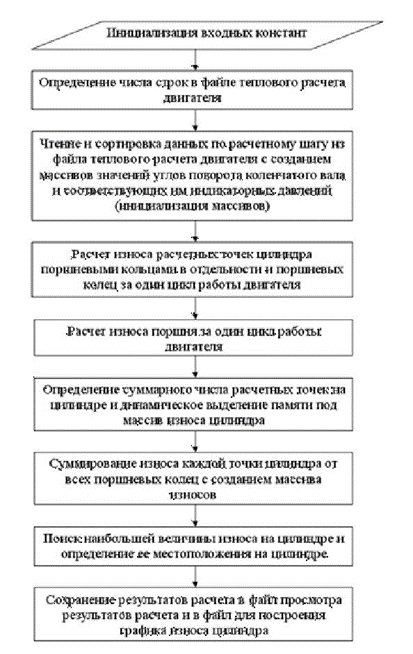 Инициализация входных констант
Определение числа строк в файле теплового расчета
двигателя
Чтение и сортировка данных по расчетному шагу из
файла теплового расчета двигателя с созданием
массивов значений углов поворота коленчатого вала
и соответствующих им индикаторных давлений
(инициализация массивов)
Расчет износа расчетных точек цилиндра
поршневыми кольцами в отдельности и поршневых
колец за один цикл работы двигателя
Расчет износа поршня за один цикл работы
двигателя
Определение суммарного числа расчетных точек на
цилиндре и динамическое выделение памяти под
массив износа цилиндра
Суммирование износа каждой точки цилиндра от
всех поршневых колец с созданием массива
износов
Поиск наибольшей величины износа на цилиндре и
определение ее местоположения на цилиндре.
Сохранение результатов расчета в файл просмотра
результатов расчета и в файл для построения
графика износа цилиндра